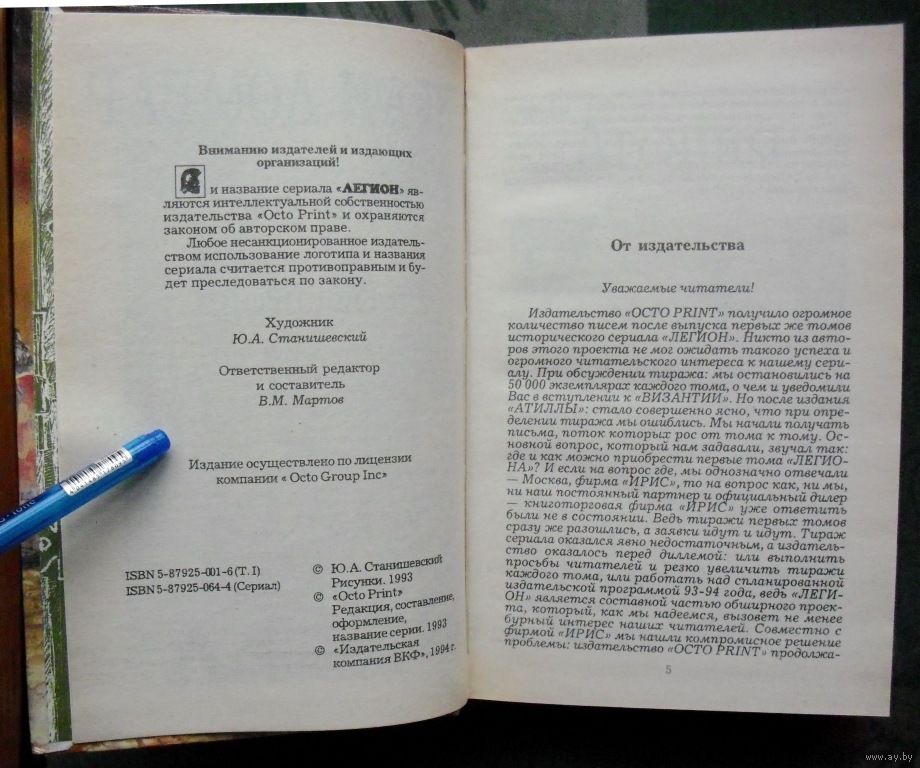 Вниманию издателей и издающих
организаций!
и название сериала «ЛЕГИОН» яв-
ляются интеллектуальной собственностью
издательства «Octo Print» и охраняются
законом об авторском праве.
Любое несанкционированное издатель-
ством использование логотипа и названия
сериала считается противоправным и бу-
дет преследоваться по закону.
Художник
Ю.А. Станишевский
Ответственный редактор
и составитель
В.М. Мартов
Издание осуществлено по лицензии
компании « Octo Group Inc»
ISBN 5-87925-001-6 (Т. I)
ISBN 5-87925-064-4 (Сериал)
© Ю.А. Станишевский
Рисунки. 1993
© «Octo Print»
Редакция, составление,
оформление,
название серии. 1993
© «Издательская
компания ВКФ», 1994 г.
От издательства
Уважаемые читатели!
Издательство «OCTO PRINT» получило огромное
количество писем после выпуска первых же томов
исторического сериала «ЛЕГИОН». Никто из авто-
ров этого проекта не мог ожидать такого успеха и
огромного читательского интереса к нашему сери-
алу. При обсуждении тиража: мы остановились на
50 000 экземплярах каждого тома, о чем и уведомили
Вас в вступлении к «ВИЗАНТИИ». Но после издания
«АТИЛЛЫ»: стало совершенно ясно, что при опре-
делении тиража мы ошиблись. Мы начали получать
письма, поток которых рос от тома к тому. Ос-
новной вопрос, который нам задавали, звучал так:
где и как можно приобрести первые тома «ЛЕГИО-
НА»? И если на вопрос где, мы однозначно отвечали
— Москва, фирма «ИРИС», то на вопрос как, ни мы,
ни наш постоянный партнер и официальный дилер
— книготорговая фирма «ИРИС» уже ответить
были не в состоянии. Ведь тиражи первых томов
сразу же разошлись, а заявки идут и идут. Тираж
сериала оказался явно недостаточным, а издатель-
ство оказалось перед диллемой: или выполнить
просьбы читателей и резко увеличить тиражи
каждого тома, или работать над спланированной
издательской программой 93-94 года, ведь «ЛЕГИ-
ОН» является составной частью обширного проек-
та, который, как мы надеемся, вызовет не менее
бурный интерес наших читателей. Совместно с
фирмой «ИРИС» мы нашли компромисное решение
проблемы: издательство «OCTO PRINT» продолжа-
5
www.ay.by